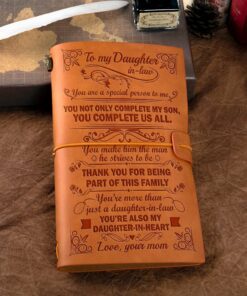 To my Daughter
in-law
You are a special person to me
YOU NOT ONLY COMPLETE MY SON,
YOU COMPLETE US ALL.
You make him the man
he strives to be
THANK YOU FOR BEING
PART OF THIS FAMILY
You're more than
just a daughter-in-law
YOU'RE ALSO MY
DAUGHTER-IN-HEART
Love, your mom